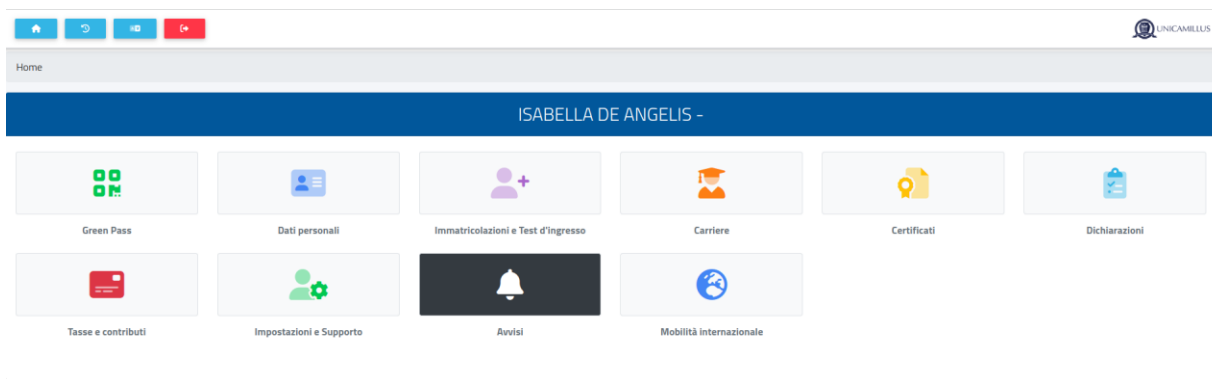 UNICAMILLUS
Home
ISABELLA DE ANGELIS -
Green Pass
Dati personali
Immatricolazioni e Test d'ingresso
Carriere
Certificati
Dichiarazioni
Tasse e contributi
Impostazioni e Supporto
Avvisi
Mobilità internazionale